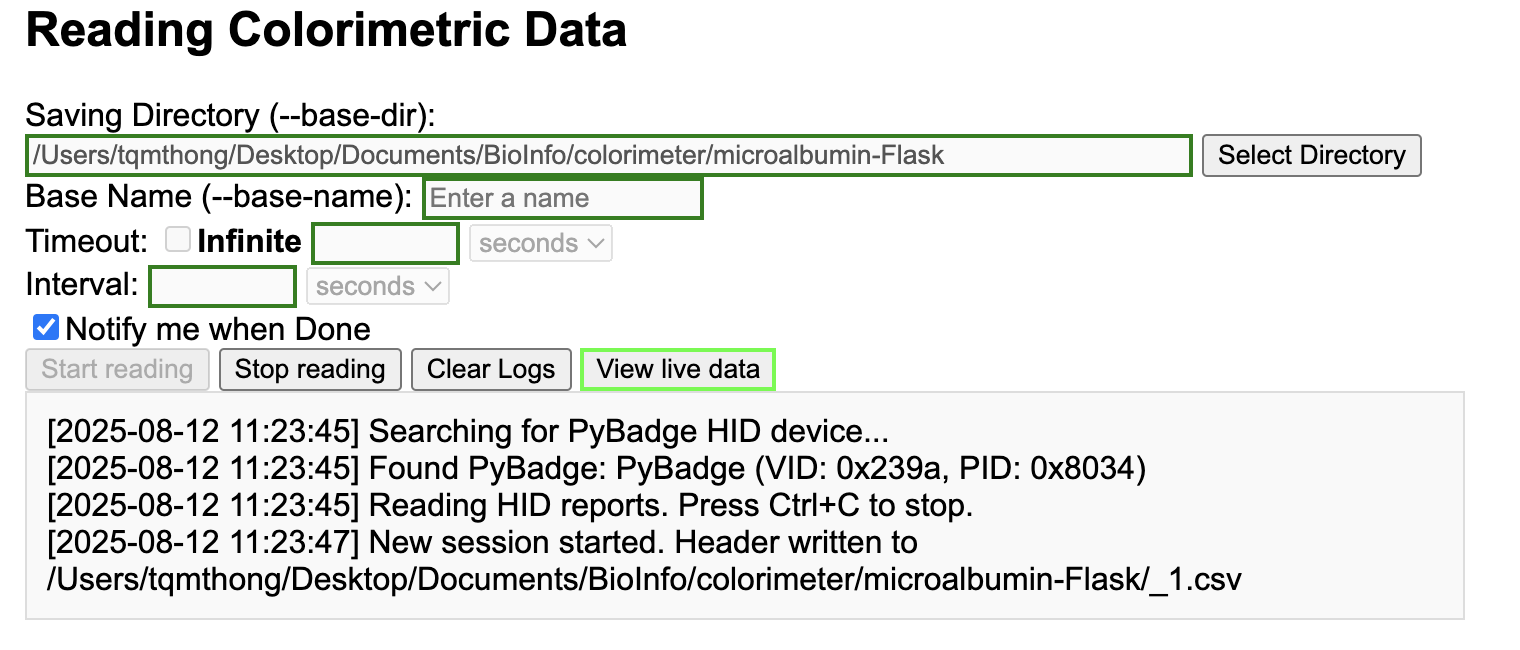 Reading Colorimetric Data
Saving Directory (--base-dir):
/Users/tqmthong/Desktop/Documents/BioInfo/colorimeter/microalbumin-Flask Select Directory
Base Name (--base-name): Enter a name
Timeout: Infinite seconds
Interval: seconds
Notify me when Done
Start reading Stop reading Clear Logs View live data
[2025-08-12 11:23:45] Searching for PyBadge HID device...
[2025-08-12 11:23:45] Found PyBadge: PyBadge (VID: 0x239a, PID: 0x8034)
[2025-08-12 11:23:45] Reading HID reports. Press Ctrl+C to stop.
[2025-08-12 11:23:47] New session started. Header written to
/Users/tqmthong/Desktop/Documents/BioInfo/colorimeter/microalbumin-Flask/_1.csv